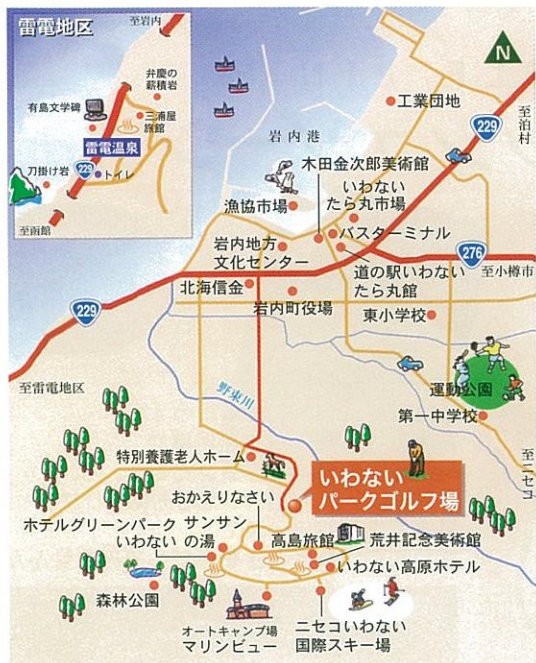 雷電地区
至岩内
弁慶の
薪積岩
有島文学碑
三浦屋
旅館
雷電温泉
刀掛け岩
229
トイレ
至函館
N
工業団地
至泊村
229
岩内港
木田金次郎美術館
いわない
たら丸市場
漁協市場
バスターミナル
岩内地方
文化センター
276
道の駅いわない
たら丸館
至小樽市
北海信金
岩内町役場
東小学校
229
至雷電地区
野束川
運動公園
第一中学校
至ニセコ
特別養護老人ホーム
いわない
パークゴルフ場
おかえりなさい
ホテルグリーンパーク
いわない
サンサン
の湯
高島旅館
荒井記念美術館
いわない高原ホテル
森林公園
オートキャンプ場
マリンビュー
ニセコいわない
国際スキー場